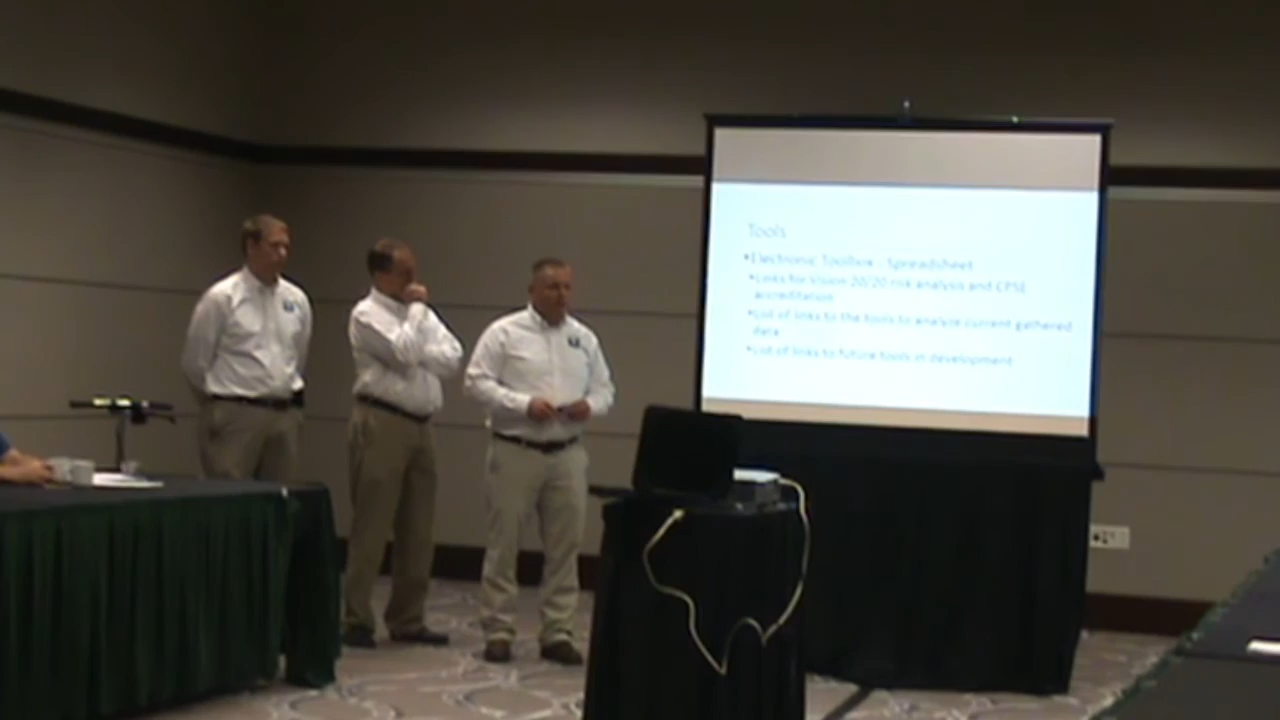 Tools
•Electronic Toolbox - Spreadsheet
•Links for Vision 20/20 risk analysis and CPSE
accreditation
•List of links to the tools to analyze current gathered
data
•List of links to future tools in development